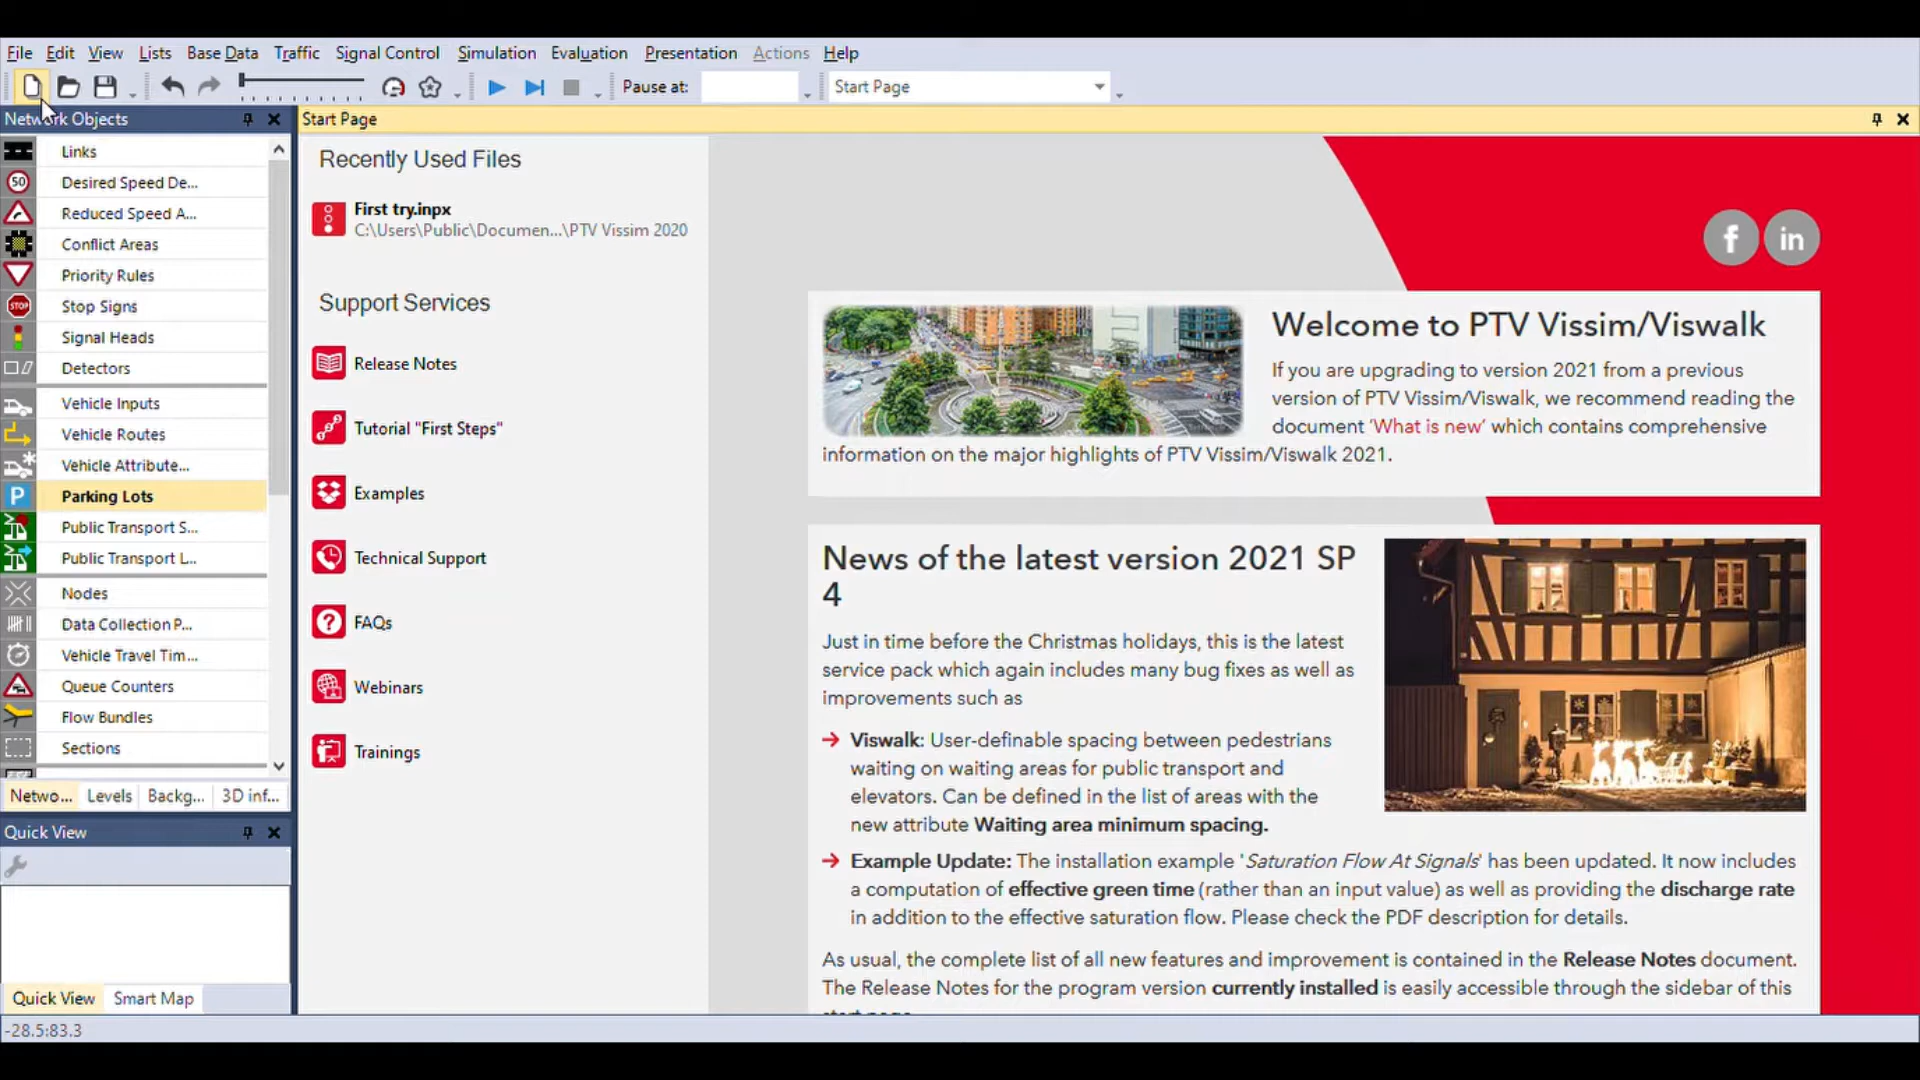 File Edit View Lists Base Data Traffic Signal Control Simulation Evaluation Presentation Actions Help
Pause at: Start Page
Network Objects
Links
50 Desired Speed De...
Reduced Speed A...
Conflict Areas
Priority Rules
STOP Stop Signs
Signal Heads
Detectors
Vehicle Inputs
Vehicle Routes
Vehicle Attribute...
P Parking Lots
Public Transport S...
Public Transport L...
Nodes
Data Collection P...
Vehicle Travel Tim...
Queue Counters
Flow Bundles
Sections
Netwo... Levels Backg... 3D inf...
Quick View
Quick View Smart Map
-28.5:83.3
Start Page
Recently Used Files
First try.inpx
C:\Users\Public\Documen...\PTV Vissim 2020
Support Services
Release Notes
Tutorial "First Steps"
Examples
Technical Support
? FAQs
Webinars
Trainings
f in
Welcome to PTV Vissim/Viswalk
If you are upgrading to version 2021 from a previous
version of PTV Vissim/Viswalk, we recommend reading the
document 'What is new' which contains comprehensive
information on the major highlights of PTV Vissim/Viswalk 2021.
News of the latest version 2021 SP
4
Just in time before the Christmas holidays, this is the latest
service pack which again includes many bug fixes as well as
improvements such as
Viswalk: User-definable spacing between pedestrians
waiting on waiting areas for public transport and
elevators. Can be defined in the list of areas with the
new attribute Waiting area minimum spacing.
Example Update: The installation example 'Saturation Flow At Signals' has been updated. It now includes
a computation of effective green time (rather than an input value) as well as providing the discharge rate
in addition to the effective saturation flow. Please check the PDF description for details.
As usual, the complete list of all new features and improvement is contained in the Release Notes document.
The Release Notes for the program version currently installed is easily accessible through the sidebar of this
start page.